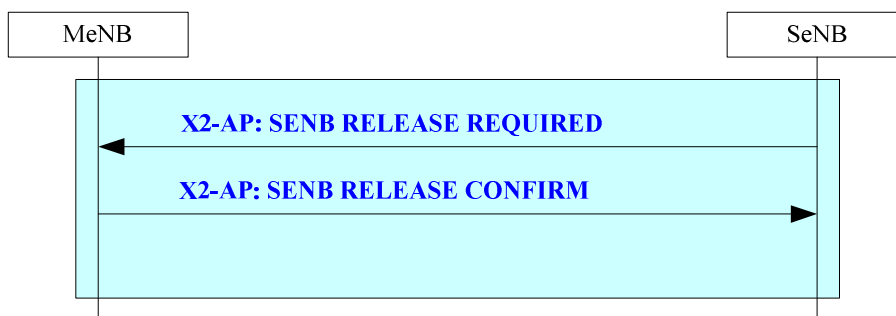 MeNB
SeNB
X2-AP: SENB RELEASE REQUIRED
X2-AP: SENB RELEASE CONFIRM